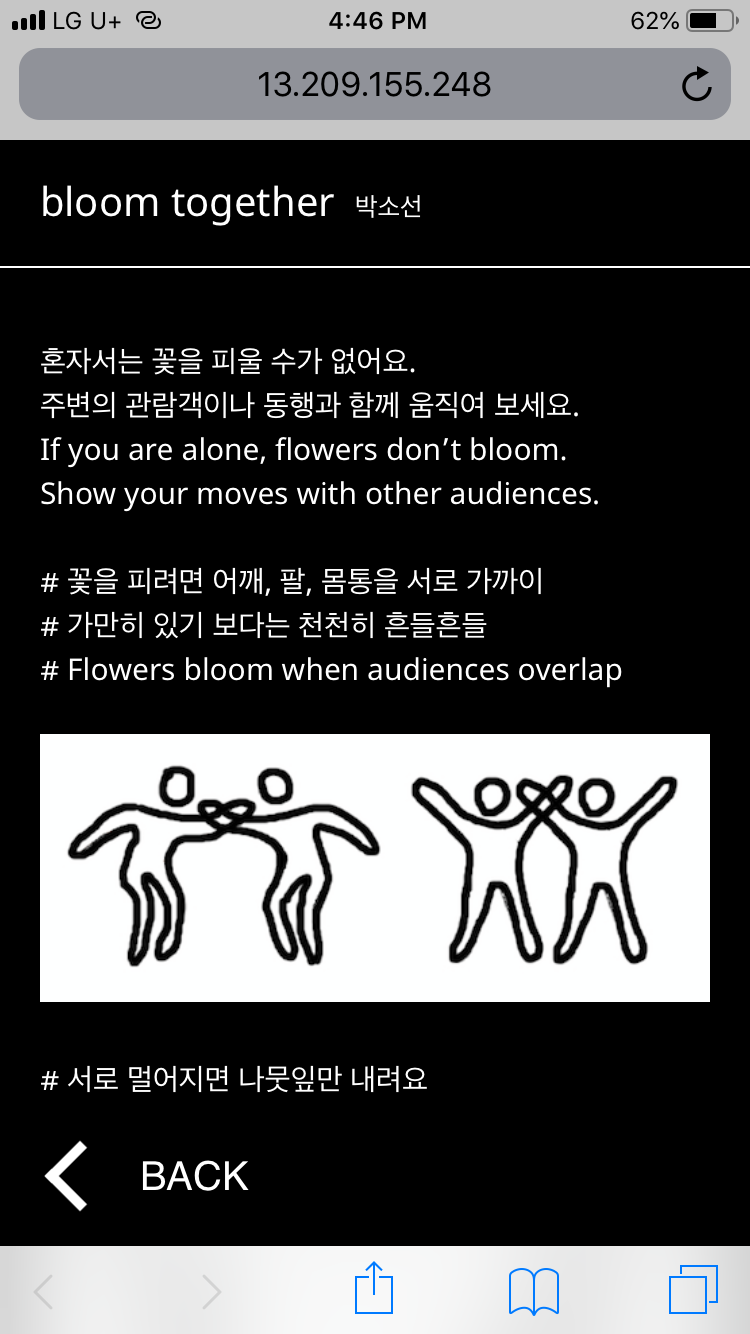 LG U+ 4:46 PM 62%
13.209.155.248
bloom together 박소선
혼자서는 꽃을 피울 수가 없어요.
주변의 관람객이나 동행과 함께 움직여 보세요.
If you are alone, flowers don’t bloom.
Show your moves with other audiences.
# 꽃을 피려면 어깨, 팔, 몸통을 서로 가까이
# 가만히 있기 보다는 천천히 흔들흔들
# Flowers bloom when audiences overlap
# 서로 멀어지면 나뭇잎만 내려요
BACK